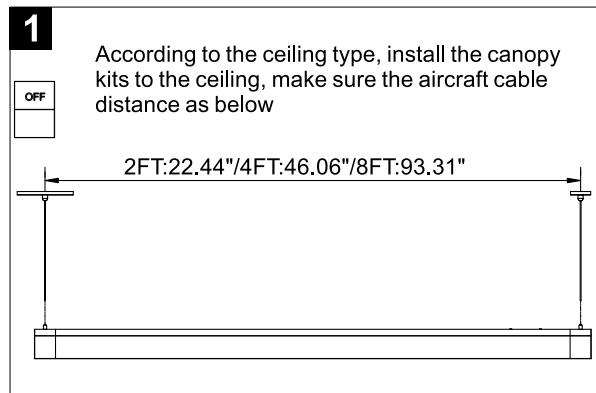 1
According to the ceiling type, install the canopy
kits to the ceiling, make sure the aircraft cable
distance as below
OFF
2FT:22.44"/4FT:46.06"/8FT:93.31"